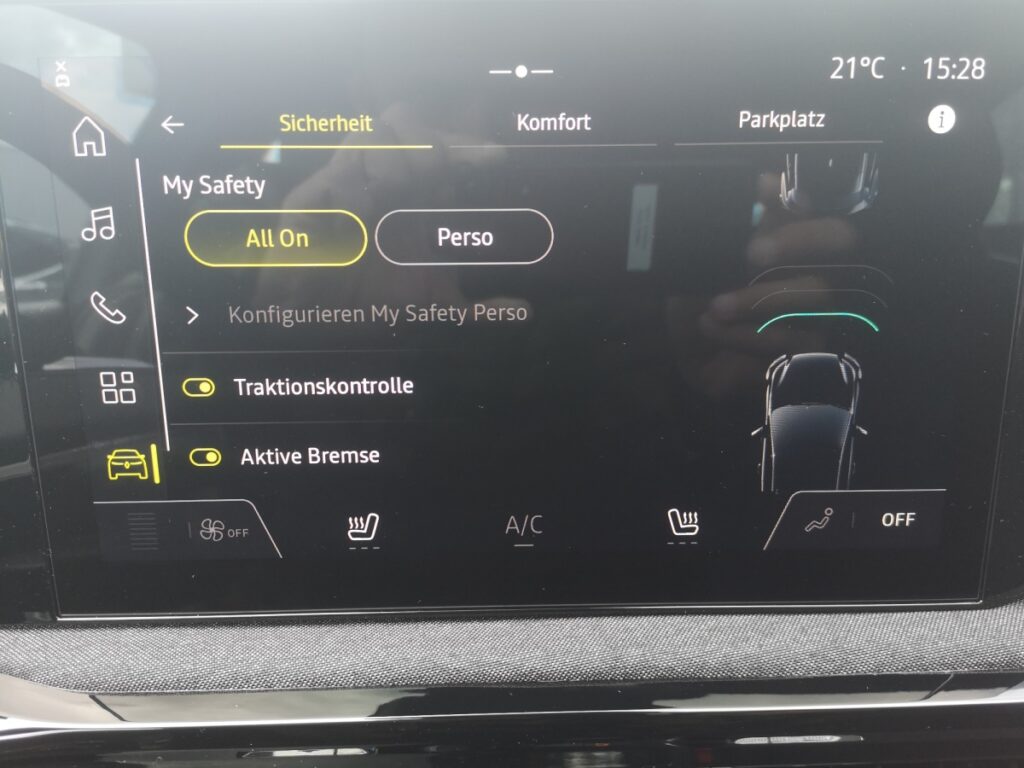 21°C · 15:28
Sicherheit Komfort Parkplatz i
My Safety
All On Perso
Konfigurieren My Safety Perso
Traktionskontrolle
Aktive Bremse
OFF A/C OFF